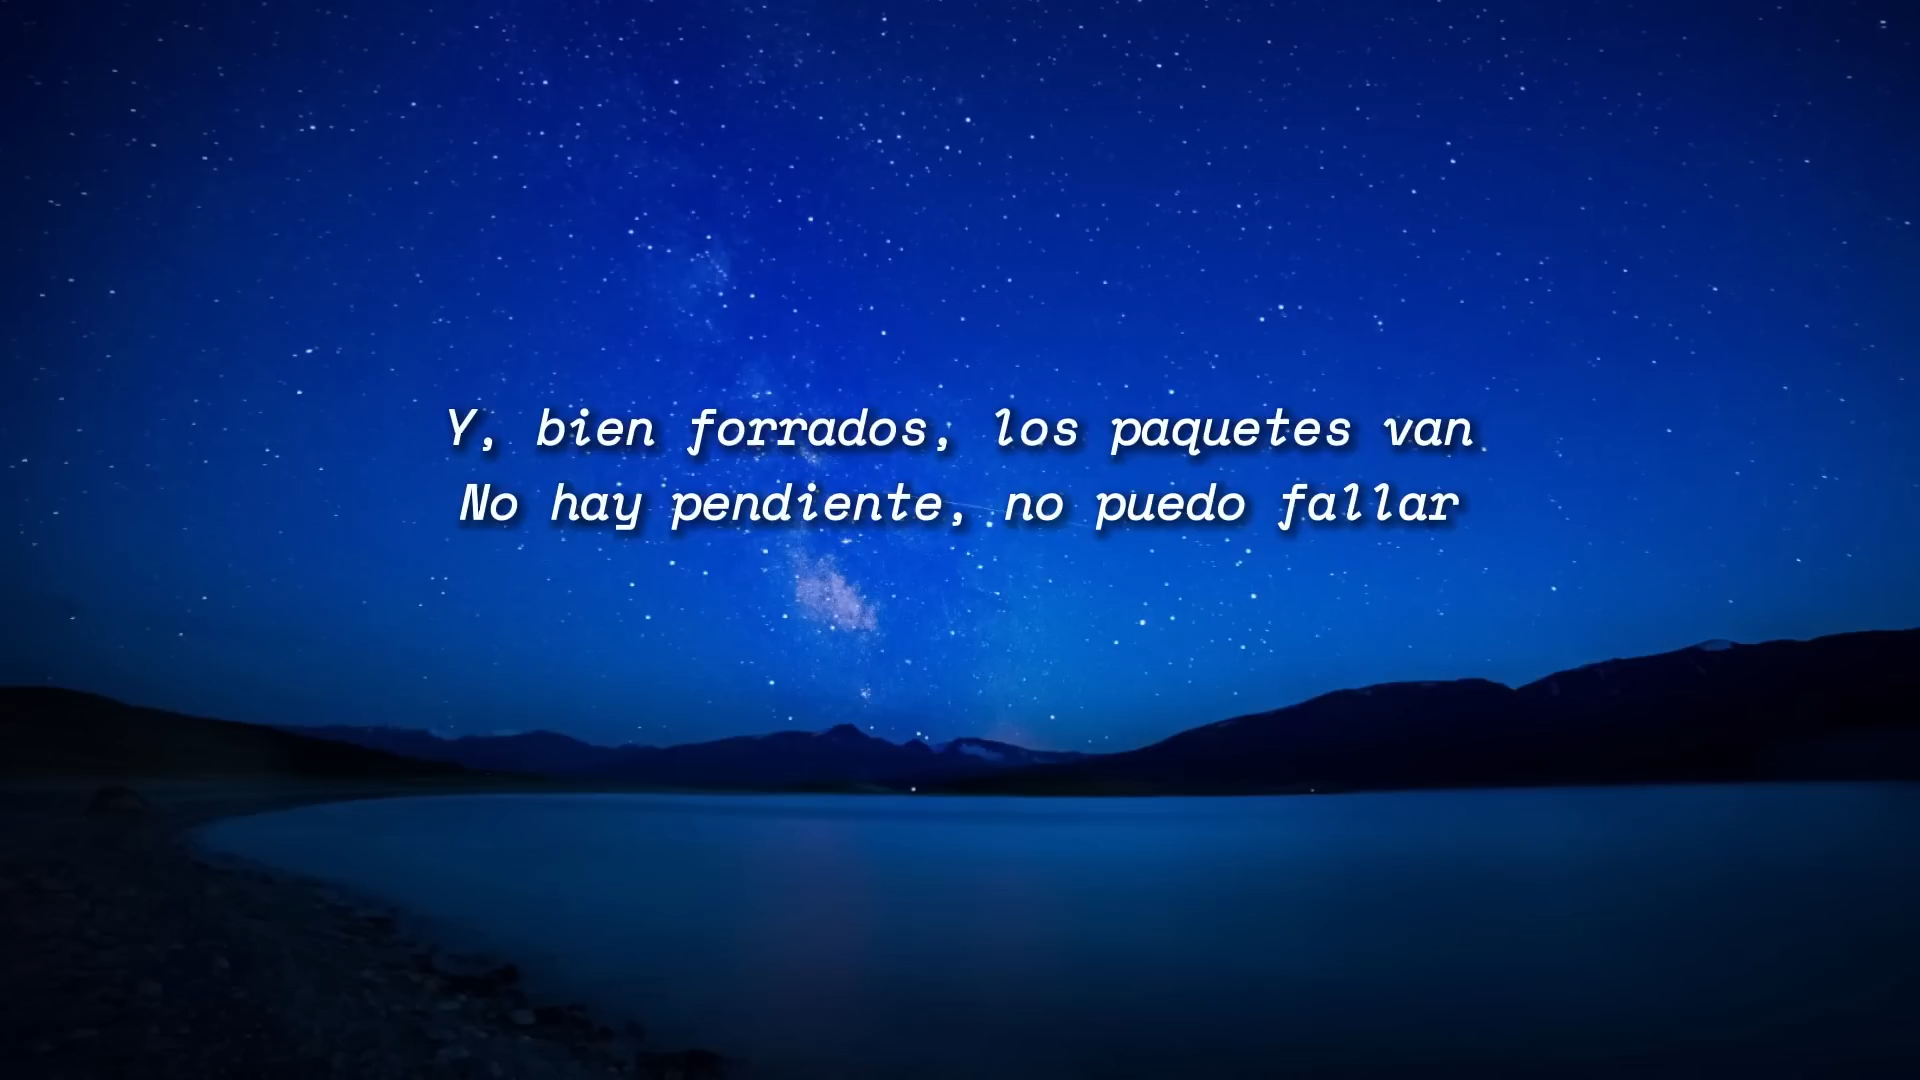 Y, bien forrados, los paquetes van
No hay pendiente, no puedo fallar